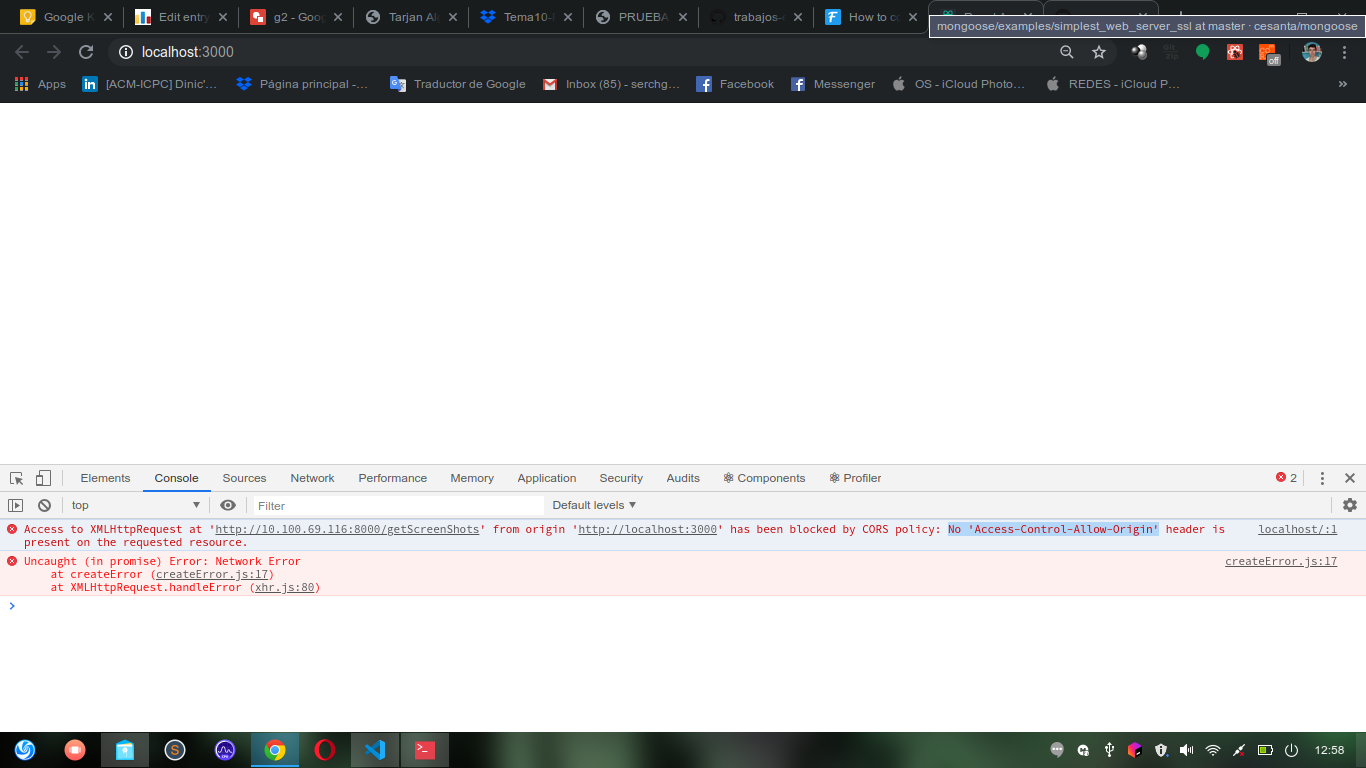 Google K
Edit entry
g2 - Goo
Tarjan Al
Tema10-
PRUEBA
trabajos-
How to co
mongoose/examples/simplest_web_server_ssl at master · cesanta/mongoose
localhost:3000
off
Apps
[ACM-ICPC] Dinic'...
Página principal -...
Traductor de Google
Inbox (85) - serchg...
Facebook
Messenger
OS - iCloud Photo...
REDES - iCloud P...
»
Elements
Console
Sources
Network
Performance
Memory
Application
Security
Audits
Components
Profiler
2
top
Filter
Default levels
Access to XMLHttpRequest at 'http://10.100.69.116:8000/getScreenShots' from origin 'http://localhost:3000' has been blocked by CORS policy: No 'Access-Control-Allow-Origin' header is
localhost/:1
present on the requested resource.
Uncaught (in promise) Error: Network Error
createError.js:17
at createError (createError.js:17)
at XMLHttpRequest.handleError (xhr.js:80)
12:58